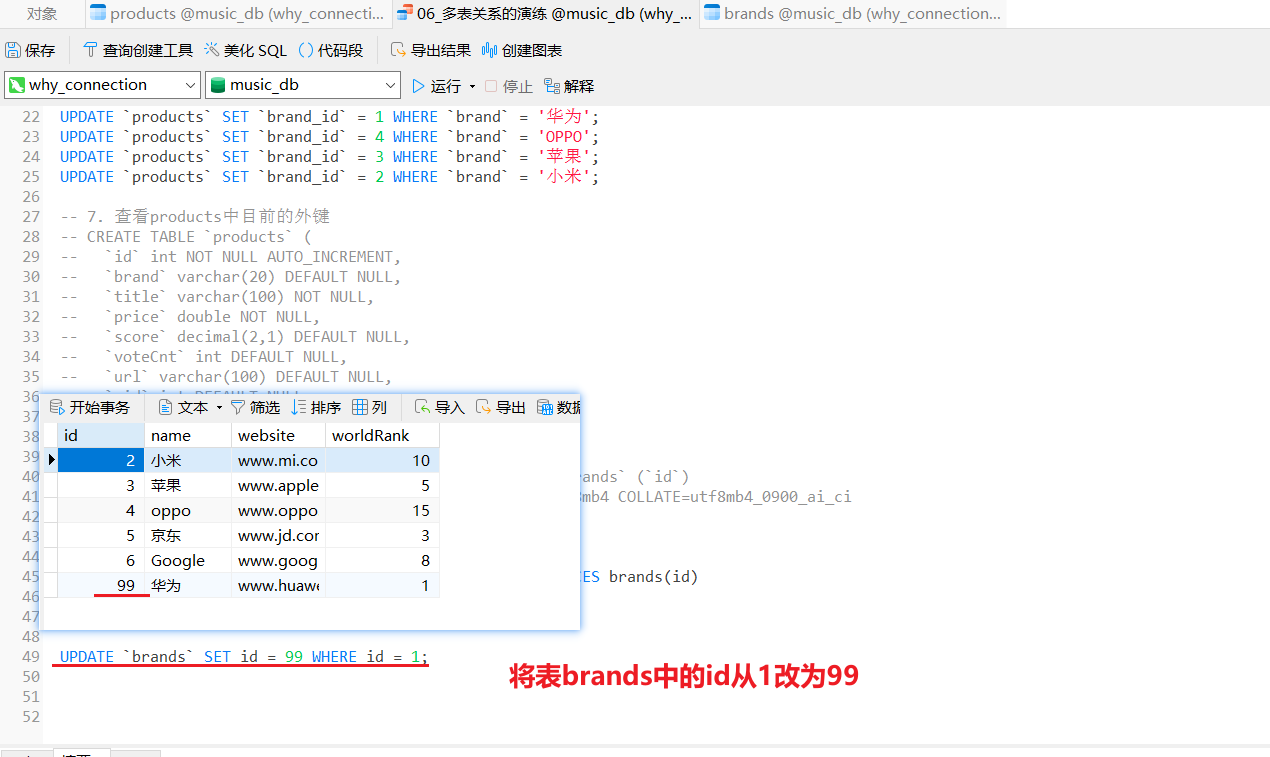 对象 products @music_db (why_connecti... 06_多表关系的演练 @music_db (why_... brands @music_db (why_connection...
保存 查询创建工具 美化 SQL () 代码段 导出结果 创建图表
why_connection music_db 运行 停止 解释
22 UPDATE `products` SET `brand_id` = 1 WHERE `brand` = '华为';
23 UPDATE `products` SET `brand_id` = 4 WHERE `brand` = 'OPPO';
24 UPDATE `products` SET `brand_id` = 3 WHERE `brand` = '苹果';
25 UPDATE `products` SET `brand_id` = 2 WHERE `brand` = '小米';
26
27 -- 7. 查看products中目前的外键
28 -- CREATE TABLE `products` (
29 --   `id` int NOT NULL AUTO_INCREMENT,
30 --   `brand` varchar(20) DEFAULT NULL,
31 --   `title` varchar(100) NOT NULL,
32 --   `price` double NOT NULL,
33 --   `score` decimal(2,1) DEFAULT NULL,
34 --   `voteCnt` int DEFAULT NULL,
35 --   `url` varchar(100) DEFAULT NULL,
36
37 开始事务 文本 筛选 排序 列 导入 导出 数据
38 id name website worldRank
39 2 小米 www.mi.co 10
40 ands` (`id`)
3 苹果 www.apple 5
41 mb4 COLLATE=utf8mb4_0900_ai_ci
42 4 oppo www.oppo 15
43 5 京东 www.jd.cor 3
44 6 Google www.goog 8
45 ES brands(id)
99 华为 www.huawe 1
46
47
48
49 UPDATE `brands` SET id = 99 WHERE id = 1;
将表brands中的id从1改为99
50
51
52